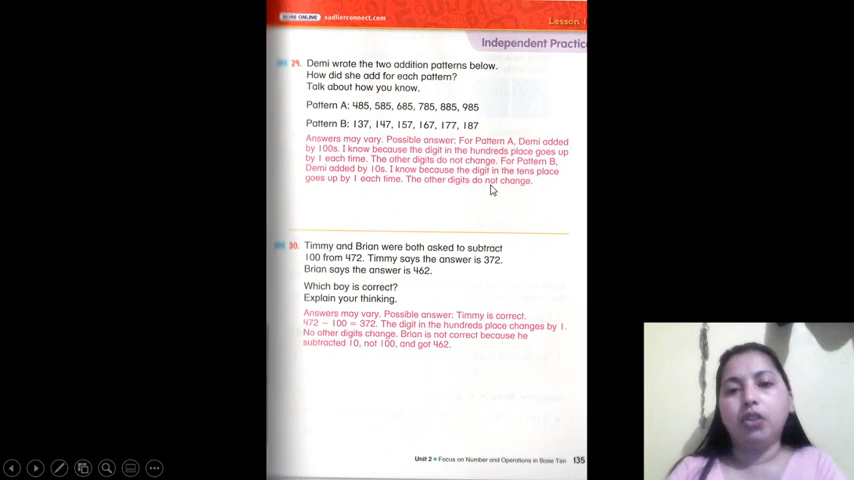 MORE ONLINE sadlierconnect.com
Lesson 1
Independent Practic
29. Demi wrote the two addition patterns below.
How did she add for each pattern?
Talk about how you know.
Pattern A: 485, 585, 685, 785, 885, 985
Pattern B: 137, 147, 157, 167, 177, 187
Answers may vary. Possible answer: For Pattern A, Demi added
by 100s. I know because the digit in the hundreds place goes up
by 1 each time. The other digits do not change. For Pattern B,
Demi added by 10s. I know because the digit in the tens place
goes up by 1 each time. The other digits do not change.
30. Timmy and Brian were both asked to subtract
100 from 472. Timmy says the answer is 372.
Brian says the answer is 462.
Which boy is correct?
Explain your thinking.
Answers may vary. Possible answer: Timmy is correct.
472 − 100 = 372. The digit in the hundreds place changes by 1.
No other digits change. Brian is not correct because he
subtracted 10, not 100, and got 462.
Unit 2 ■ Focus on Number and Operations in Base Ten 135